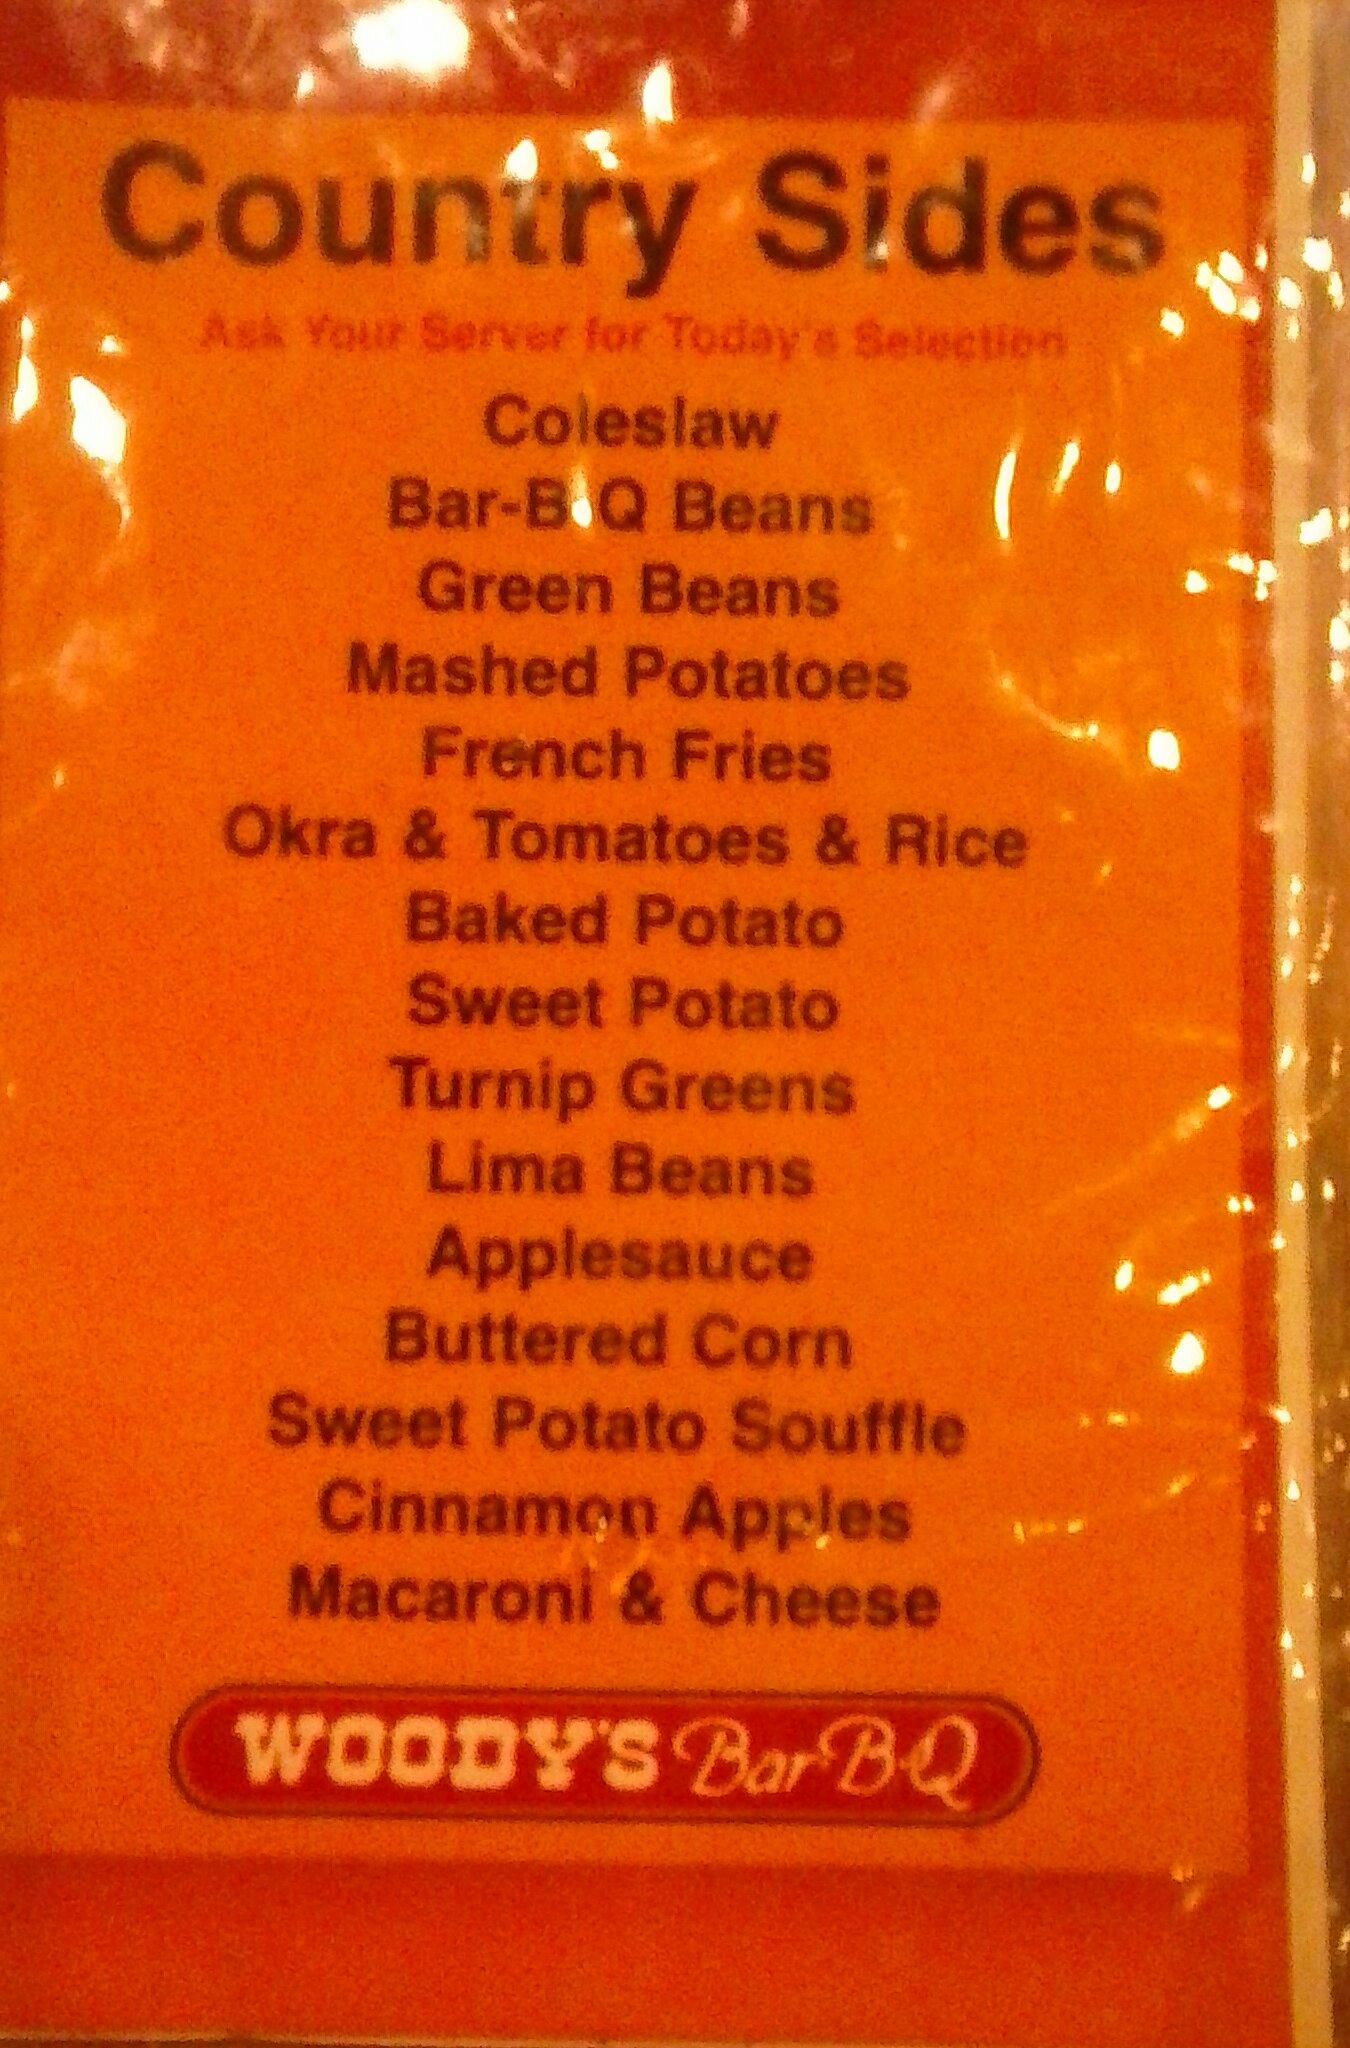 Country Sides
Ask Your Server for Today's Selection
Coleslaw
Bar-B-Q Beans
Green Beans
Mashed Potatoes
French Fries
Okra & Tomatoes & Rice
Baked Potato
Sweet Potato
Turnip Greens
Lima Beans
Applesauce
Buttered Corn
Sweet Potato Souffle
Cinnamon Apples
Macaroni & Cheese
WOODY'S Bar-B-Q